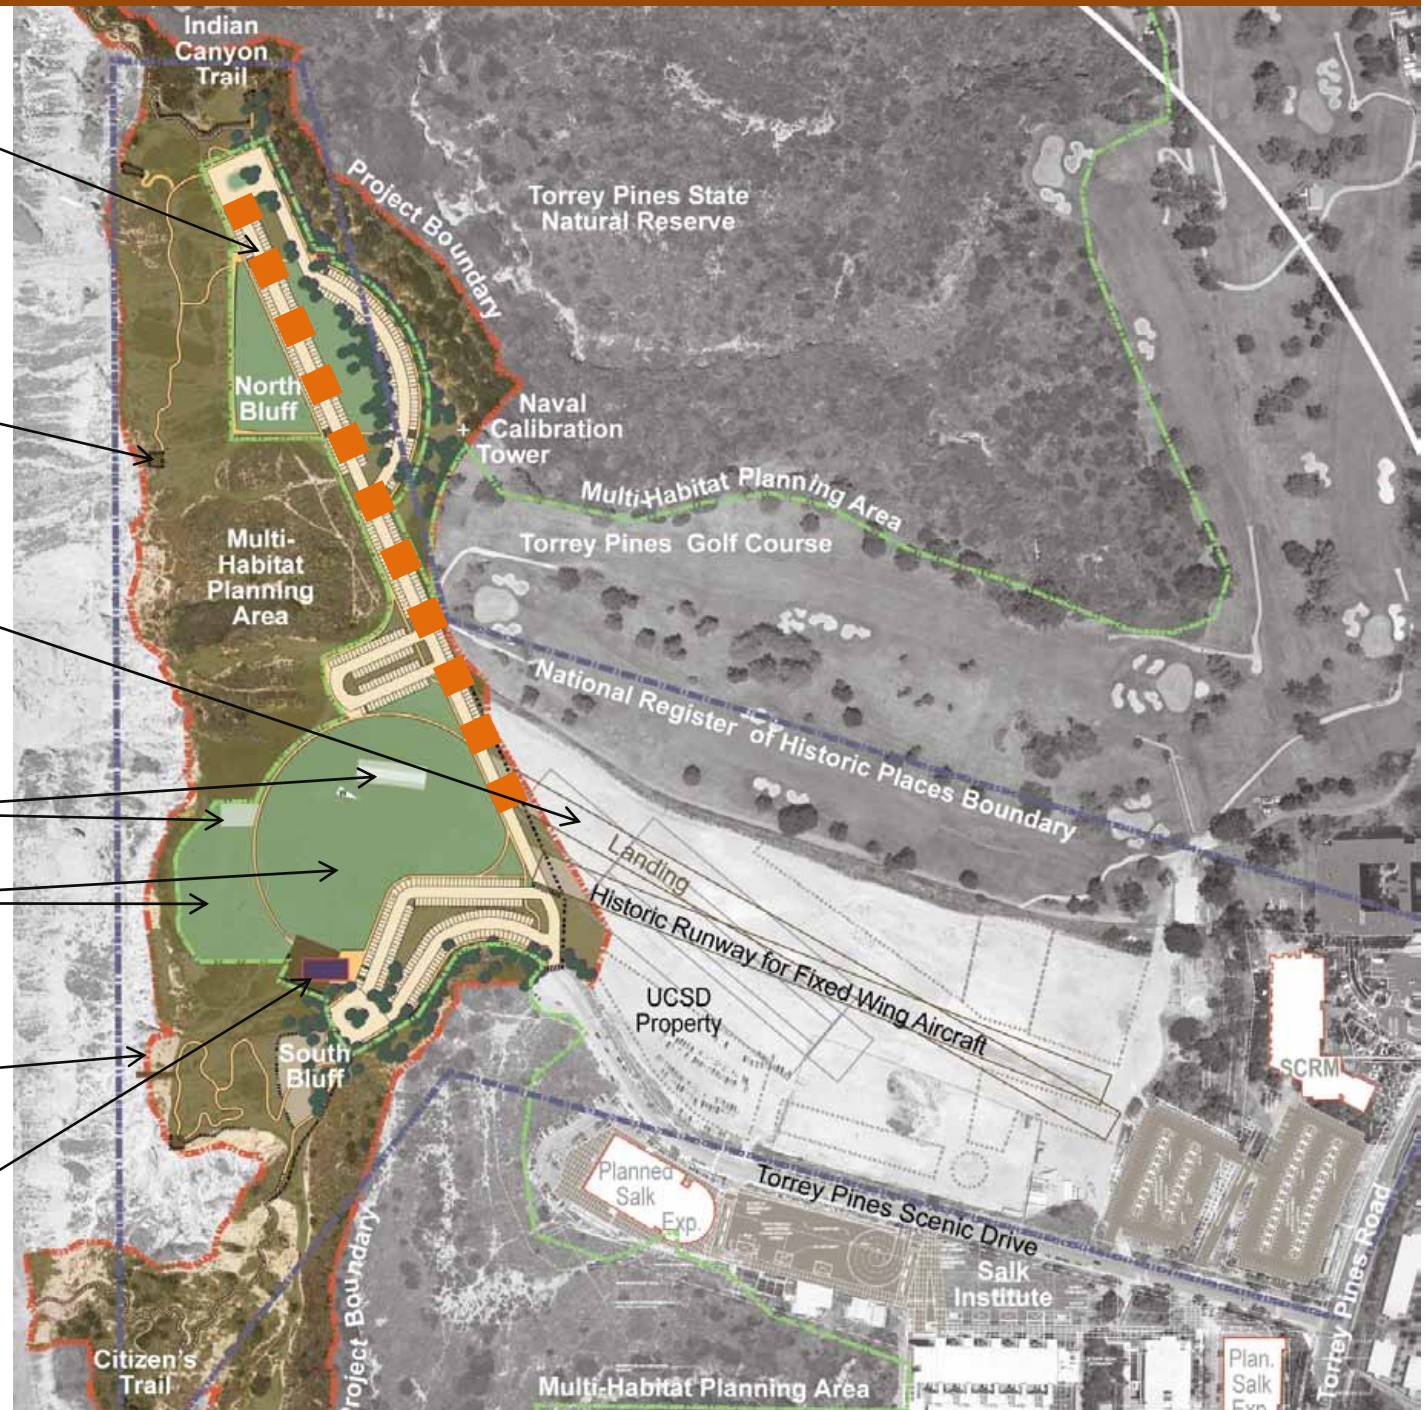 Indian
Canyon
Trail
Project Boundary
Torrey Pines State
Natural Reserve
North
Bluff
Naval
Calibration
Tower
Multi-Habitat Planning Area
Torrey Pines Golf Course
Multi-
Habitat
Planning
Area
National Register of Historic Places Boundary
Landing
Historic Runway for Fixed Wing Aircraft
UCSD
Property
South
Bluff
SCRM
Planned
Salk
Exp.
Torrey Pines Scenic Drive
Salk
Institute
Torrey Pines Road
Project Boundary
Citizen's
Trail
Multi-Habitat Planning Area
Plan.
Salk
Exp.